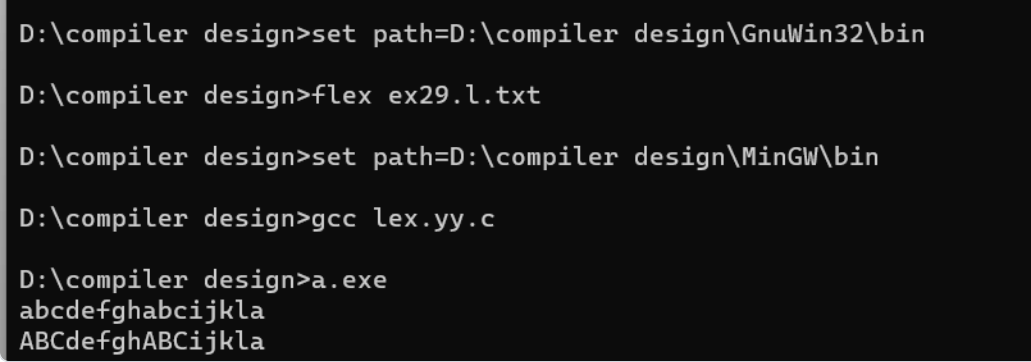 D:\compiler design>set path=D:\compiler design\GnuWin32\bin
D:\compiler design>flex ex29.l.txt
D:\compiler design>set path=D:\compiler design\MinGW\bin
D:\compiler design>gcc lex.yy.c
D:\compiler design>a.exe
abcdefghabcijkla
ABCdefghABCijkla